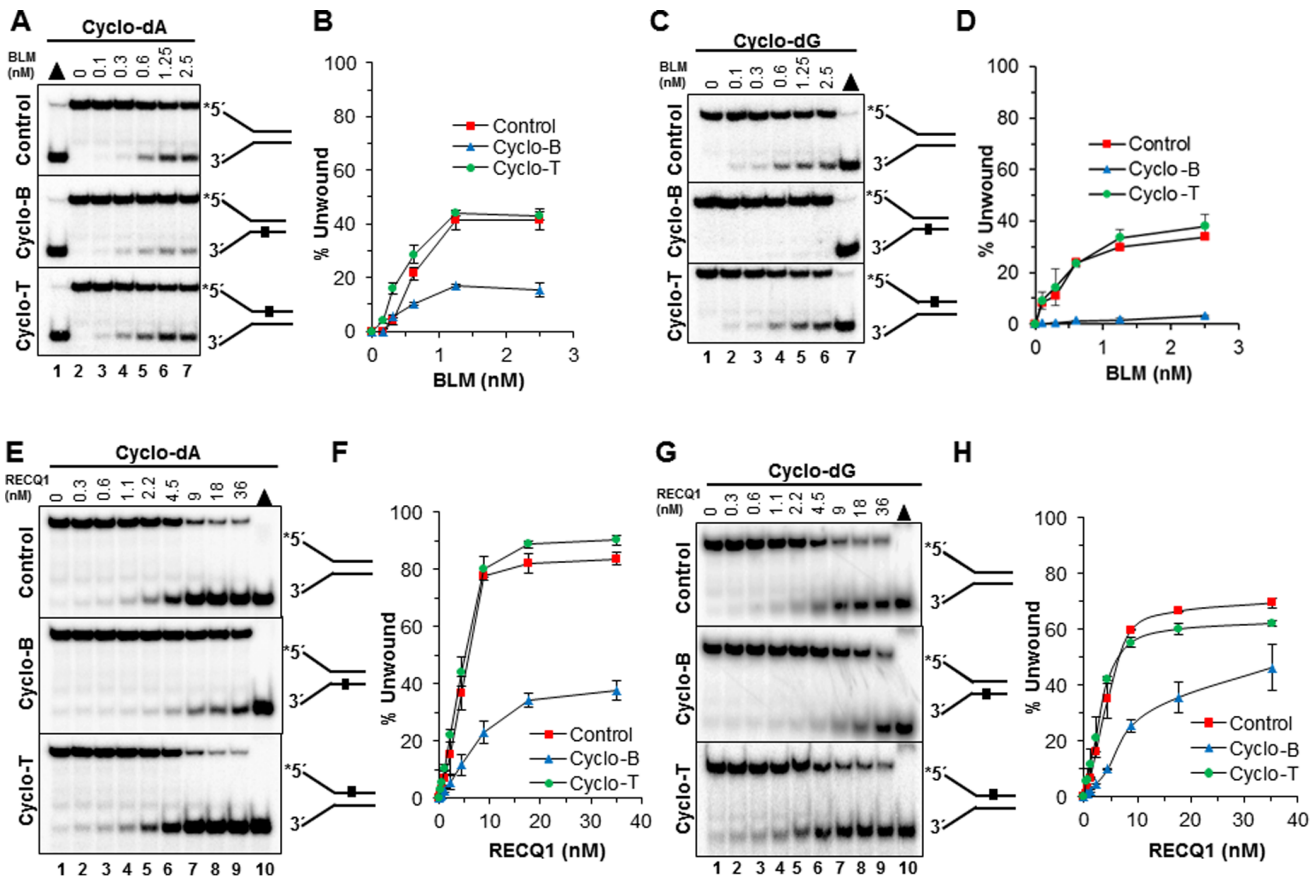 A
Cyclo-dA
BLM
(nM)
0 0.1 0.3 0.6 1.25 2.5
Control
*5´
3´
Cyclo-B
*5´
3´
Cyclo-T
*5´
3´
1 2 3 4 5 6 7
B
100
80
60
40
20
0
% Unwound
Control
Cyclo-B
Cyclo-T
0 1 2 3
BLM (nM)
C
Cyclo-dG
BLM
(nM)
0 0.1 0.3 0.6 1.25 2.5
Control
*5´
3´
Cyclo-B
*5´
3´
Cyclo-T
*5´
3´
1 2 3 4 5 6 7
D
100
80
60
40
20
0
% Unwound
Control
Cyclo-B
Cyclo-T
0 1 2 3
BLM (nM)
E
Cyclo-dA
RECQ1
(nM)
0 0.3 0.6 1.1 2.2 4.5 9 18 36
Control
*5´
3´
Cyclo-B
*5´
3´
Cyclo-T
*5´
3´
1 2 3 4 5 6 7 8 9 10
F
100
80
60
40
20
0
% Unwound
Control
Cyclo-B
Cyclo-T
0 10 20 30 40
RECQ1 (nM)
G
Cyclo-dG
RECQ1
(nM)
0 0.3 0.6 1.1 2.2 4.5 9 18 36
Control
*5´
3´
Cyclo-B
*5´
3´
Cyclo-T
*5´
3´
1 2 3 4 5 6 7 8 9 10
H
100
80
60
40
20
0
% Unwound
Control
Cyclo-B
Cyclo-T
0 10 20 30 40
RECQ1 (nM)